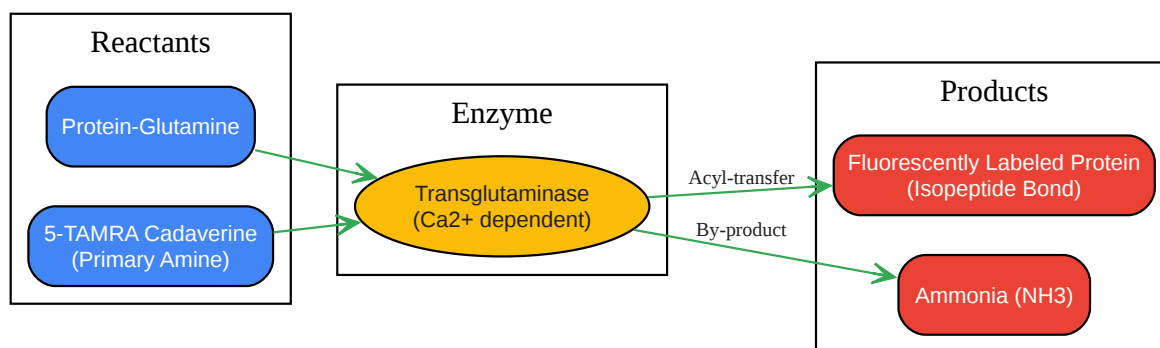 Reactants
Protein-Glutamine
5-TAMRA Cadaverine
(Primary Amine)
Enzyme
Transglutaminase
(Ca2+ dependent)
Acyl-transfer
By-product
Products
Fluorescently Labeled Protein
(Isopeptide Bond)
Ammonia (NH3)